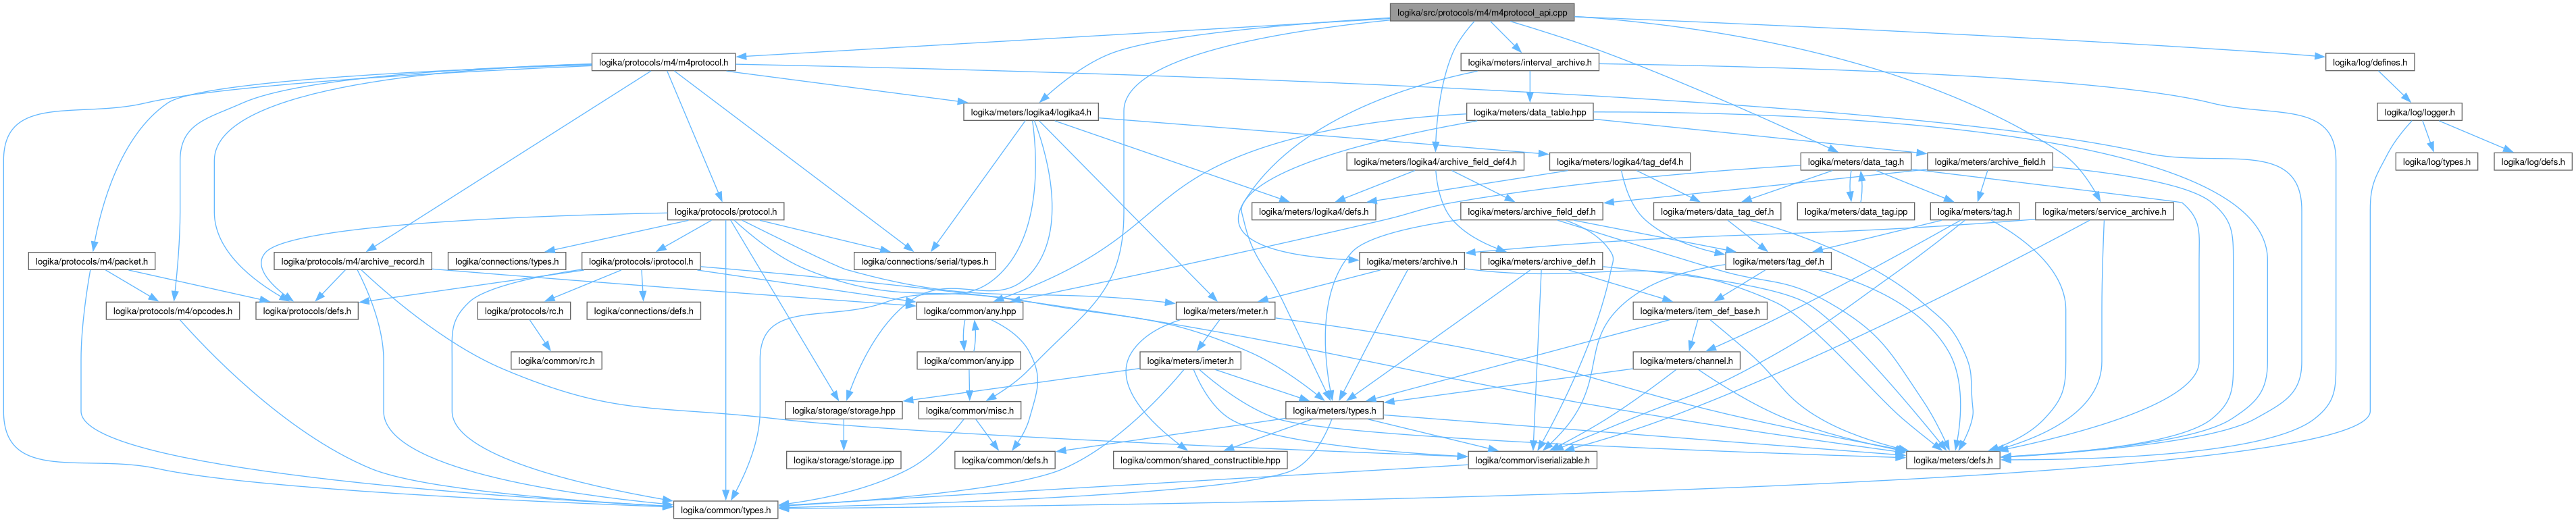 logika/src/protocols/m4/m4protocol_api.cpp
logika/protocols/m4/m4protocol.h
logika/meters/interval_archive.h
logika/log/defines.h
logika/meters/logika4/logika4.h
logika/meters/data_table.hpp
logika/log/logger.h
logika/meters/logika4/archive_field_def4.h
logika/meters/logika4/tag_def4.h
logika/meters/data_tag.h
logika/meters/archive_field.h
logika/log/types.h
logika/log/defs.h
logika/protocols/protocol.h
logika/meters/logika4/defs.h
logika/meters/archive_field_def.h
logika/meters/data_tag_def.h
logika/meters/data_tag.ipp
logika/meters/tag.h
logika/meters/service_archive.h
logika/protocols/m4/packet.h
logika/protocols/m4/archive_record.h
logika/connections/types.h
logika/protocols/iprotocol.h
logika/connections/serial/types.h
logika/meters/archive.h
logika/meters/archive_def.h
logika/meters/tag_def.h
logika/protocols/m4/opcodes.h
logika/protocols/defs.h
logika/protocols/rc.h
logika/connections/defs.h
logika/common/any.hpp
logika/meters/meter.h
logika/meters/item_def_base.h
logika/common/rc.h
logika/common/any.ipp
logika/meters/imeter.h
logika/meters/channel.h
logika/storage/storage.hpp
logika/common/misc.h
logika/meters/types.h
logika/storage/storage.ipp
logika/common/defs.h
logika/common/shared_constructible.hpp
logika/common/iserializable.h
logika/meters/defs.h
logika/common/types.h